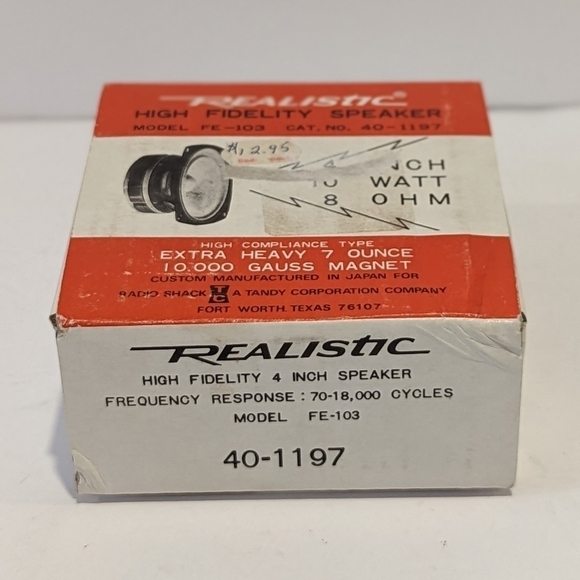 REALISTIC®
HIGH FIDELITY SPEAKER
MODEL FE-103 CAT. NO. 40-1197
2.95
4 INCH
10 WATT
8 OHM
HIGH COMPLIANCE TYPE
EXTRA HEAVY 7 OUNCE
10,000 GAUSS MAGNET
CUSTOM MANUFACTURED IN JAPAN FOR
RADIO SHACK TC A TANDY CORPORATION COMPANY
FORT WORTH, TEXAS 76107
REALISTIC
HIGH FIDELITY 4 INCH SPEAKER
FREQUENCY RESPONSE : 70-18,000 CYCLES
MODEL FE-103
40-1197